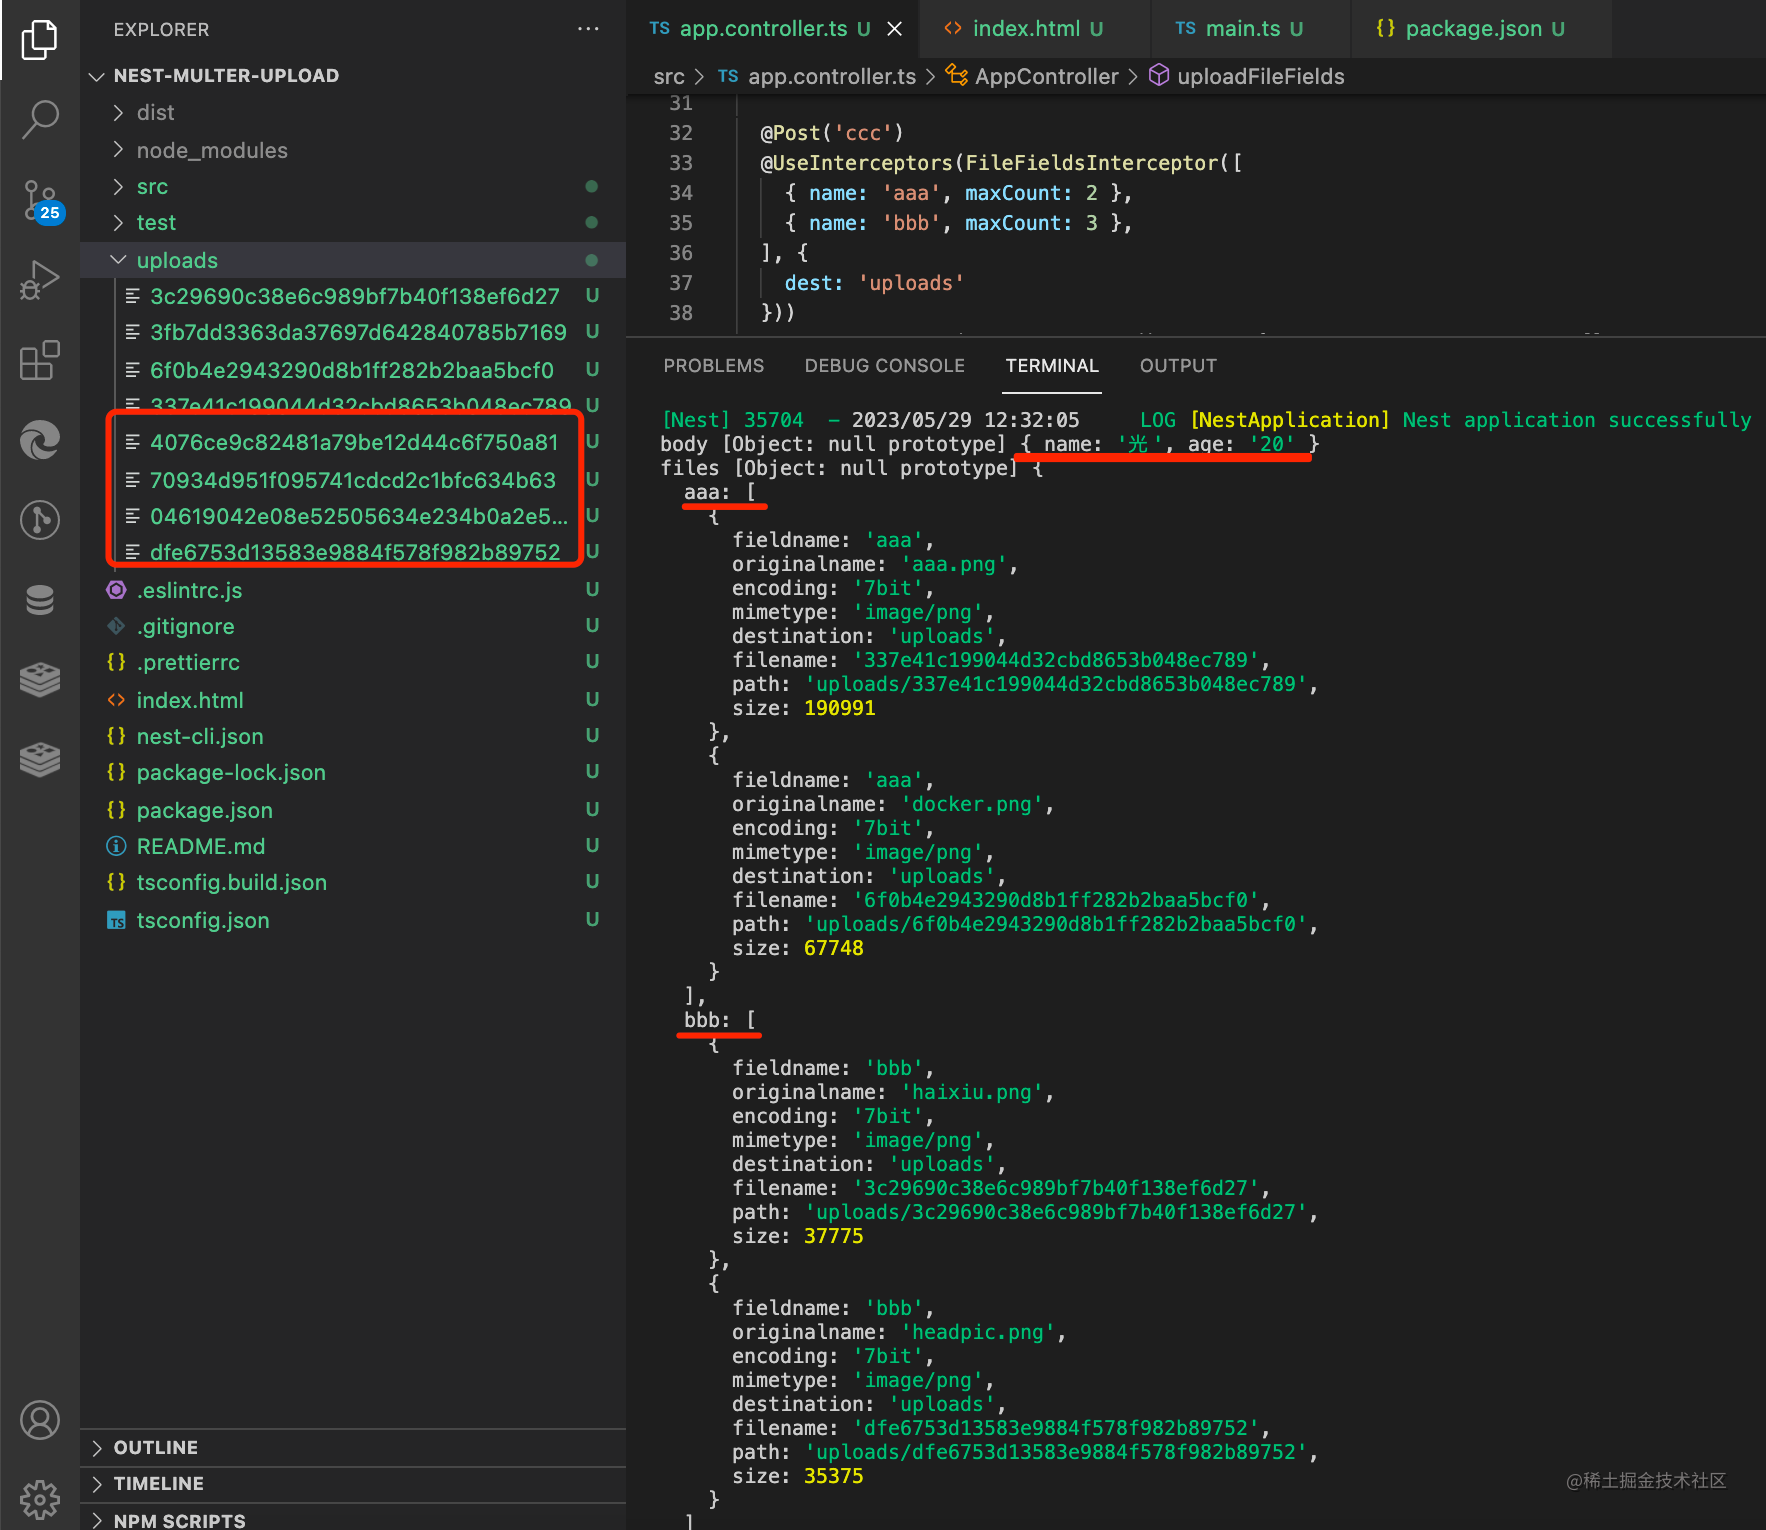 EXPLORER
NEST-MULTER-UPLOAD
dist
node_modules
src
test
uploads
3c29690c38e6c989bf7b40f138ef6d27 U
3fb7dd3363da37697d642840785b7169 U
6f0b4e2943290d8b1ff282b2baa5bcf0 U
337e41c199044d32cbd8653b048ec789 U
4076ce9c82481a79be12d44c6f750a81 U
70934d951f095741cdcd2c1bfc634b63 U
04619042e08e52505634e234b0a2e5... U
dfe6753d13583e9884f578f982b89752 U
.eslintrc.js U
.gitignore U
.prettierrc U
index.html U
nest-cli.json U
package-lock.json U
package.json U
README.md U
tsconfig.build.json U
tsconfig.json U
OUTLINE
TIMELINE
NPM SCRIPTS
25
TS app.controller.ts U
index.html U
TS main.ts U
{} package.json U
src > TS app.controller.ts > AppController > uploadFileFields
31
32 @Post('ccc')
33 @UseInterceptors(FileFieldsInterceptor([
34 { name: 'aaa', maxCount: 2 },
35 { name: 'bbb', maxCount: 3 },
36 ], {
37 dest: 'uploads'
38 }))
PROBLEMS DEBUG CONSOLE TERMINAL OUTPUT
[Nest] 35704 - 2023/05/29 12:32:05 LOG [NestApplication] Nest application successfully
body [Object: null prototype] { name: '光', age: '20' }
files [Object: null prototype] {
aaa: [
{
fieldname: 'aaa',
originalname: 'aaa.png',
encoding: '7bit',
mimetype: 'image/png',
destination: 'uploads',
filename: '337e41c199044d32cbd8653b048ec789',
path: 'uploads/337e41c199044d32cbd8653b048ec789',
size: 190991
},
{
fieldname: 'aaa',
originalname: 'docker.png',
encoding: '7bit',
mimetype: 'image/png',
destination: 'uploads',
filename: '6f0b4e2943290d8b1ff282b2baa5bcf0',
path: 'uploads/6f0b4e2943290d8b1ff282b2baa5bcf0',
size: 67748
}
],
bbb: [
{
fieldname: 'bbb',
originalname: 'haixiu.png',
encoding: '7bit',
mimetype: 'image/png',
destination: 'uploads',
filename: '3c29690c38e6c989bf7b40f138ef6d27',
path: 'uploads/3c29690c38e6c989bf7b40f138ef6d27',
size: 37775
},
{
fieldname: 'bbb',
originalname: 'headpic.png',
encoding: '7bit',
mimetype: 'image/png',
destination: 'uploads',
filename: 'dfe6753d13583e9884f578f982b89752',
path: 'uploads/dfe6753d13583e9884f578f982b89752',
size: 35375
}
]
@稀土掘金技术社区